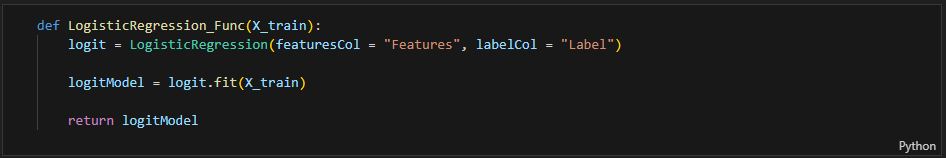 def LogisticRegression_Func(X_train):
    logit = LogisticRegression(featuresCol = "Features", labelCol = "Label")
    logitModel = logit.fit(X_train)
    return logitModel
Python